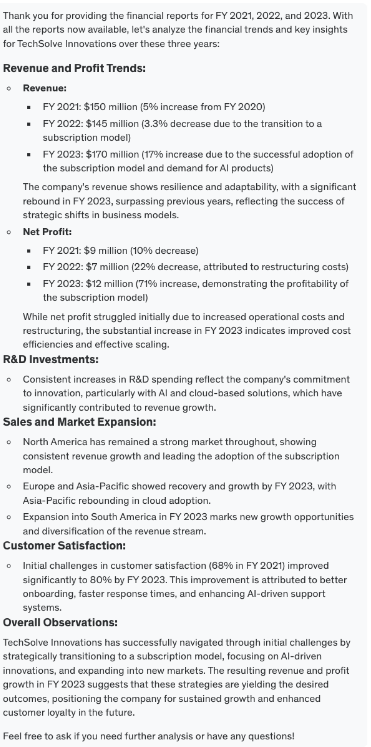 Thank you for providing the financial reports for FY 2021, 2022, and 2023. With
all the reports now available, let's analyze the financial trends and key insights
for TechSolve Innovations over these three years:
Revenue and Profit Trends:
Revenue:
FY 2021: $150 million (5% increase from FY 2020)
FY 2022: $145 million (3.3% decrease due to the transition to a
subscription model)
FY 2023: $170 million (17% increase due to the successful adoption of
the subscription model and demand for AI products)
The company's revenue shows resilience and adaptability, with a significant
rebound in FY 2023, surpassing previous years, reflecting the success of
strategic shifts in business models.
Net Profit:
FY 2021: $9 million (10% decrease)
FY 2022: $7 million (22% decrease, attributed to restructuring costs)
FY 2023: $12 million (71% increase, demonstrating the profitability of
the subscription model)
While net profit struggled initially due to increased operational costs and
restructuring, the substantial increase in FY 2023 indicates improved cost
efficiencies and effective scaling.
R&D Investments:
Consistent increases in R&D spending reflect the company's commitment
to innovation, particularly with AI and cloud-based solutions, which have
significantly contributed to revenue growth.
Sales and Market Expansion:
North America has remained a strong market throughout, showing
consistent revenue growth and leading the adoption of the subscription
model.
Europe and Asia-Pacific showed recovery and growth by FY 2023, with
Asia-Pacific rebounding in cloud adoption.
Expansion into South America in FY 2023 marks new growth opportunities
and diversification of the revenue stream.
Customer Satisfaction:
Initial challenges in customer satisfaction (68% in FY 2021) improved
significantly to 80% by FY 2023. This improvement is attributed to better
onboarding, faster response times, and enhancing AI-driven support
systems.
Overall Observations:
TechSolve Innovations has successfully navigated through initial challenges by
strategically transitioning to a subscription model, focusing on AI-driven
innovations, and expanding into new markets. The resulting revenue and profit
growth in FY 2023 suggests that these strategies are yielding the desired
outcomes, positioning the company for sustained growth and enhanced
customer loyalty in the future.
Feel free to ask if you need further analysis or have any questions!